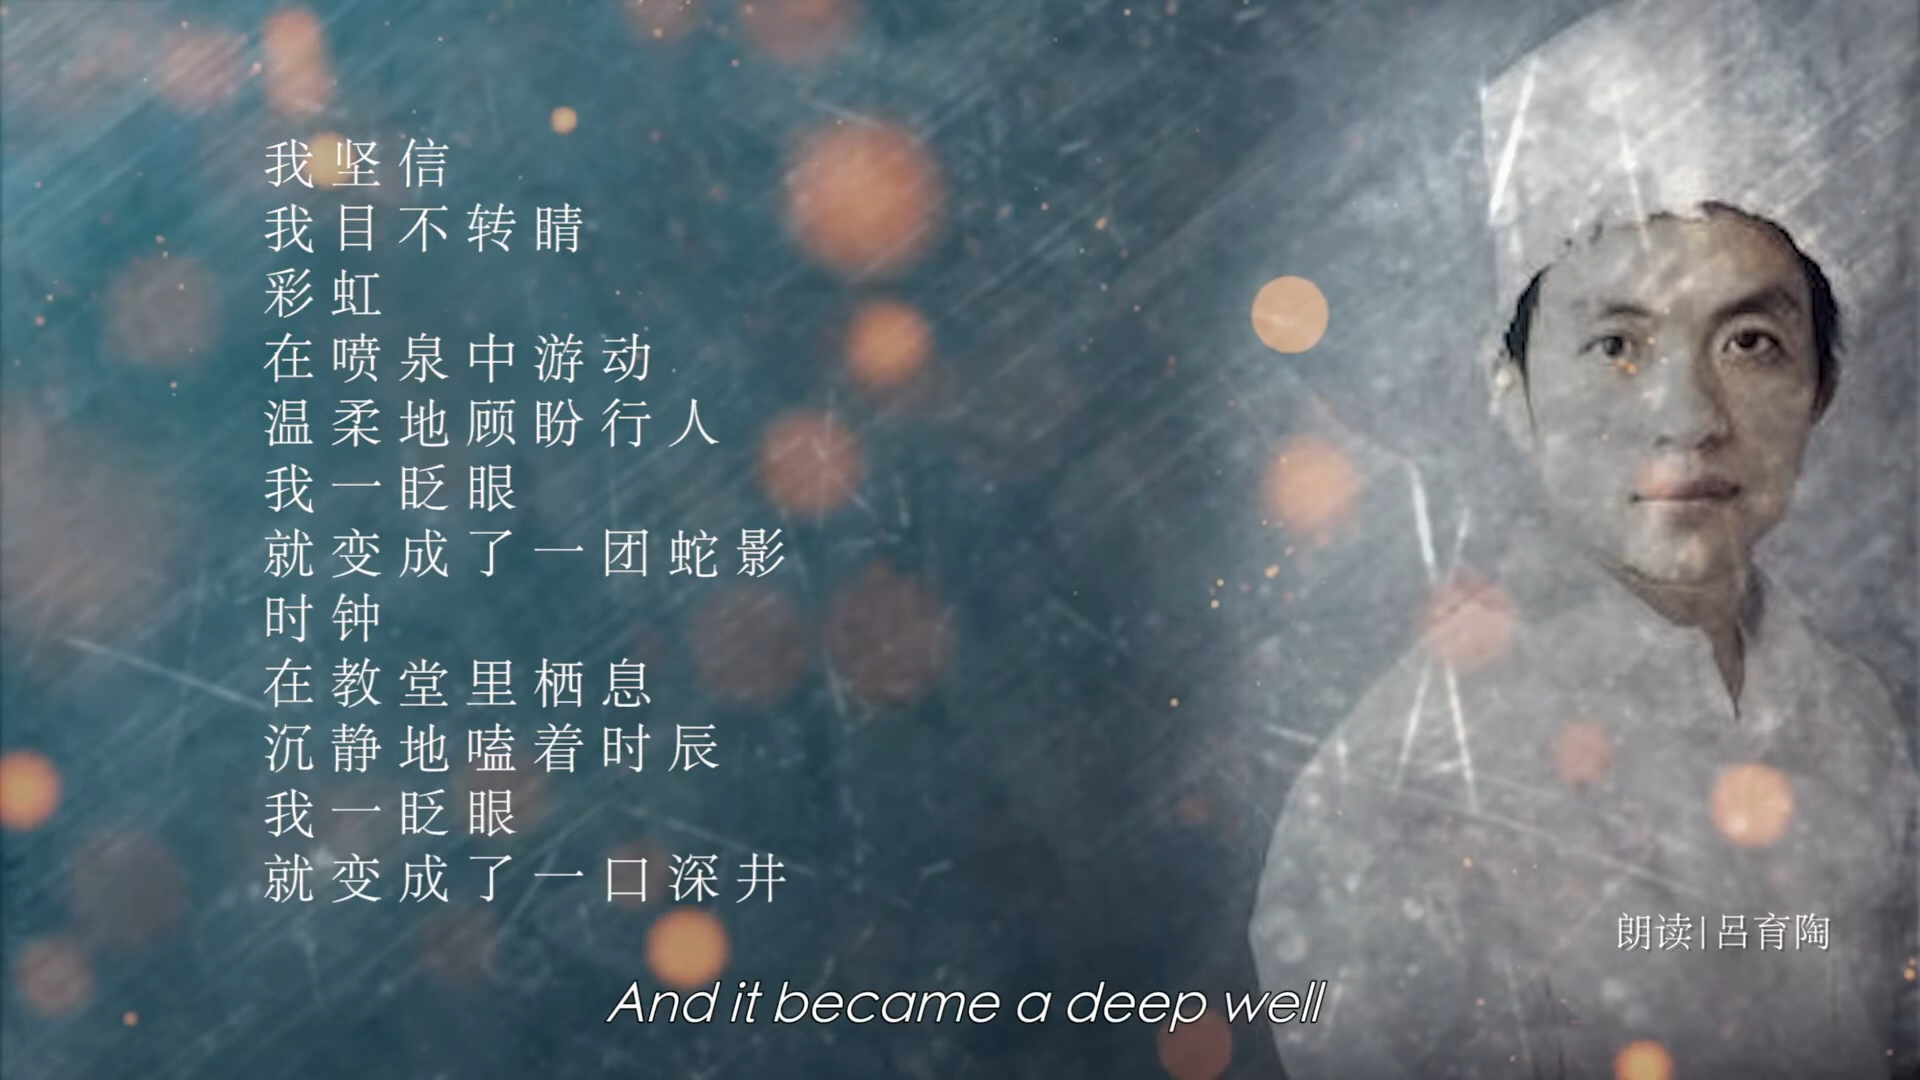 我坚信
我目不转睛
彩虹
在喷泉中游动
温柔地顾盼行人
我一眨眼
就变成了一团蛇影
时钟
在教堂里栖息
沉静地嗑着时辰
我一眨眼
就变成了一口深井
朗读|吕育陶
And it became a deep well